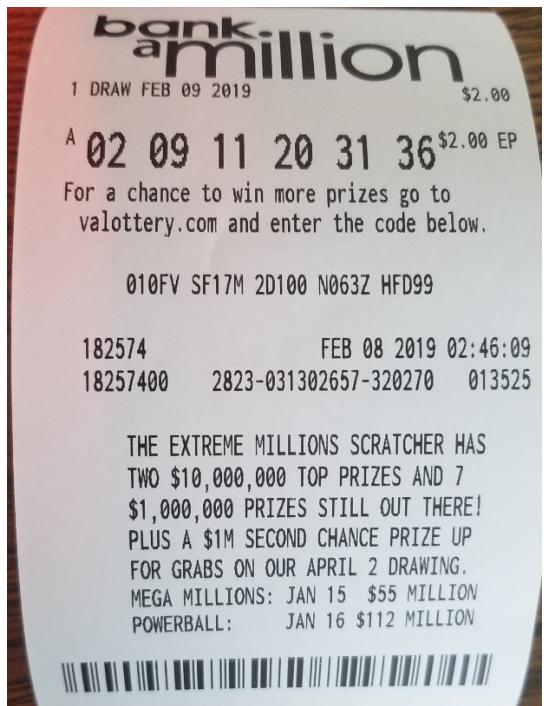 bank
a million
1 DRAW FEB 09 2019 $2.00
A 02 09 11 20 31 36 $2.00 EP
For a chance to win more prizes go to
valottery.com and enter the code below.
010FV SF17M 2D100 N063Z HFD99
182574 FEB 08 2019 02:46:09
18257400 2823-031302657-320270 013525
THE EXTREME MILLIONS SCRATCHER HAS
TWO $10,000,000 TOP PRIZES AND 7
$1,000,000 PRIZES STILL OUT THERE!
PLUS A $1M SECOND CHANCE PRIZE UP
FOR GRABS ON OUR APRIL 2 DRAWING.
MEGA MILLIONS: JAN 15 $55 MILLION
POWERBALL: JAN 16 $112 MILLION